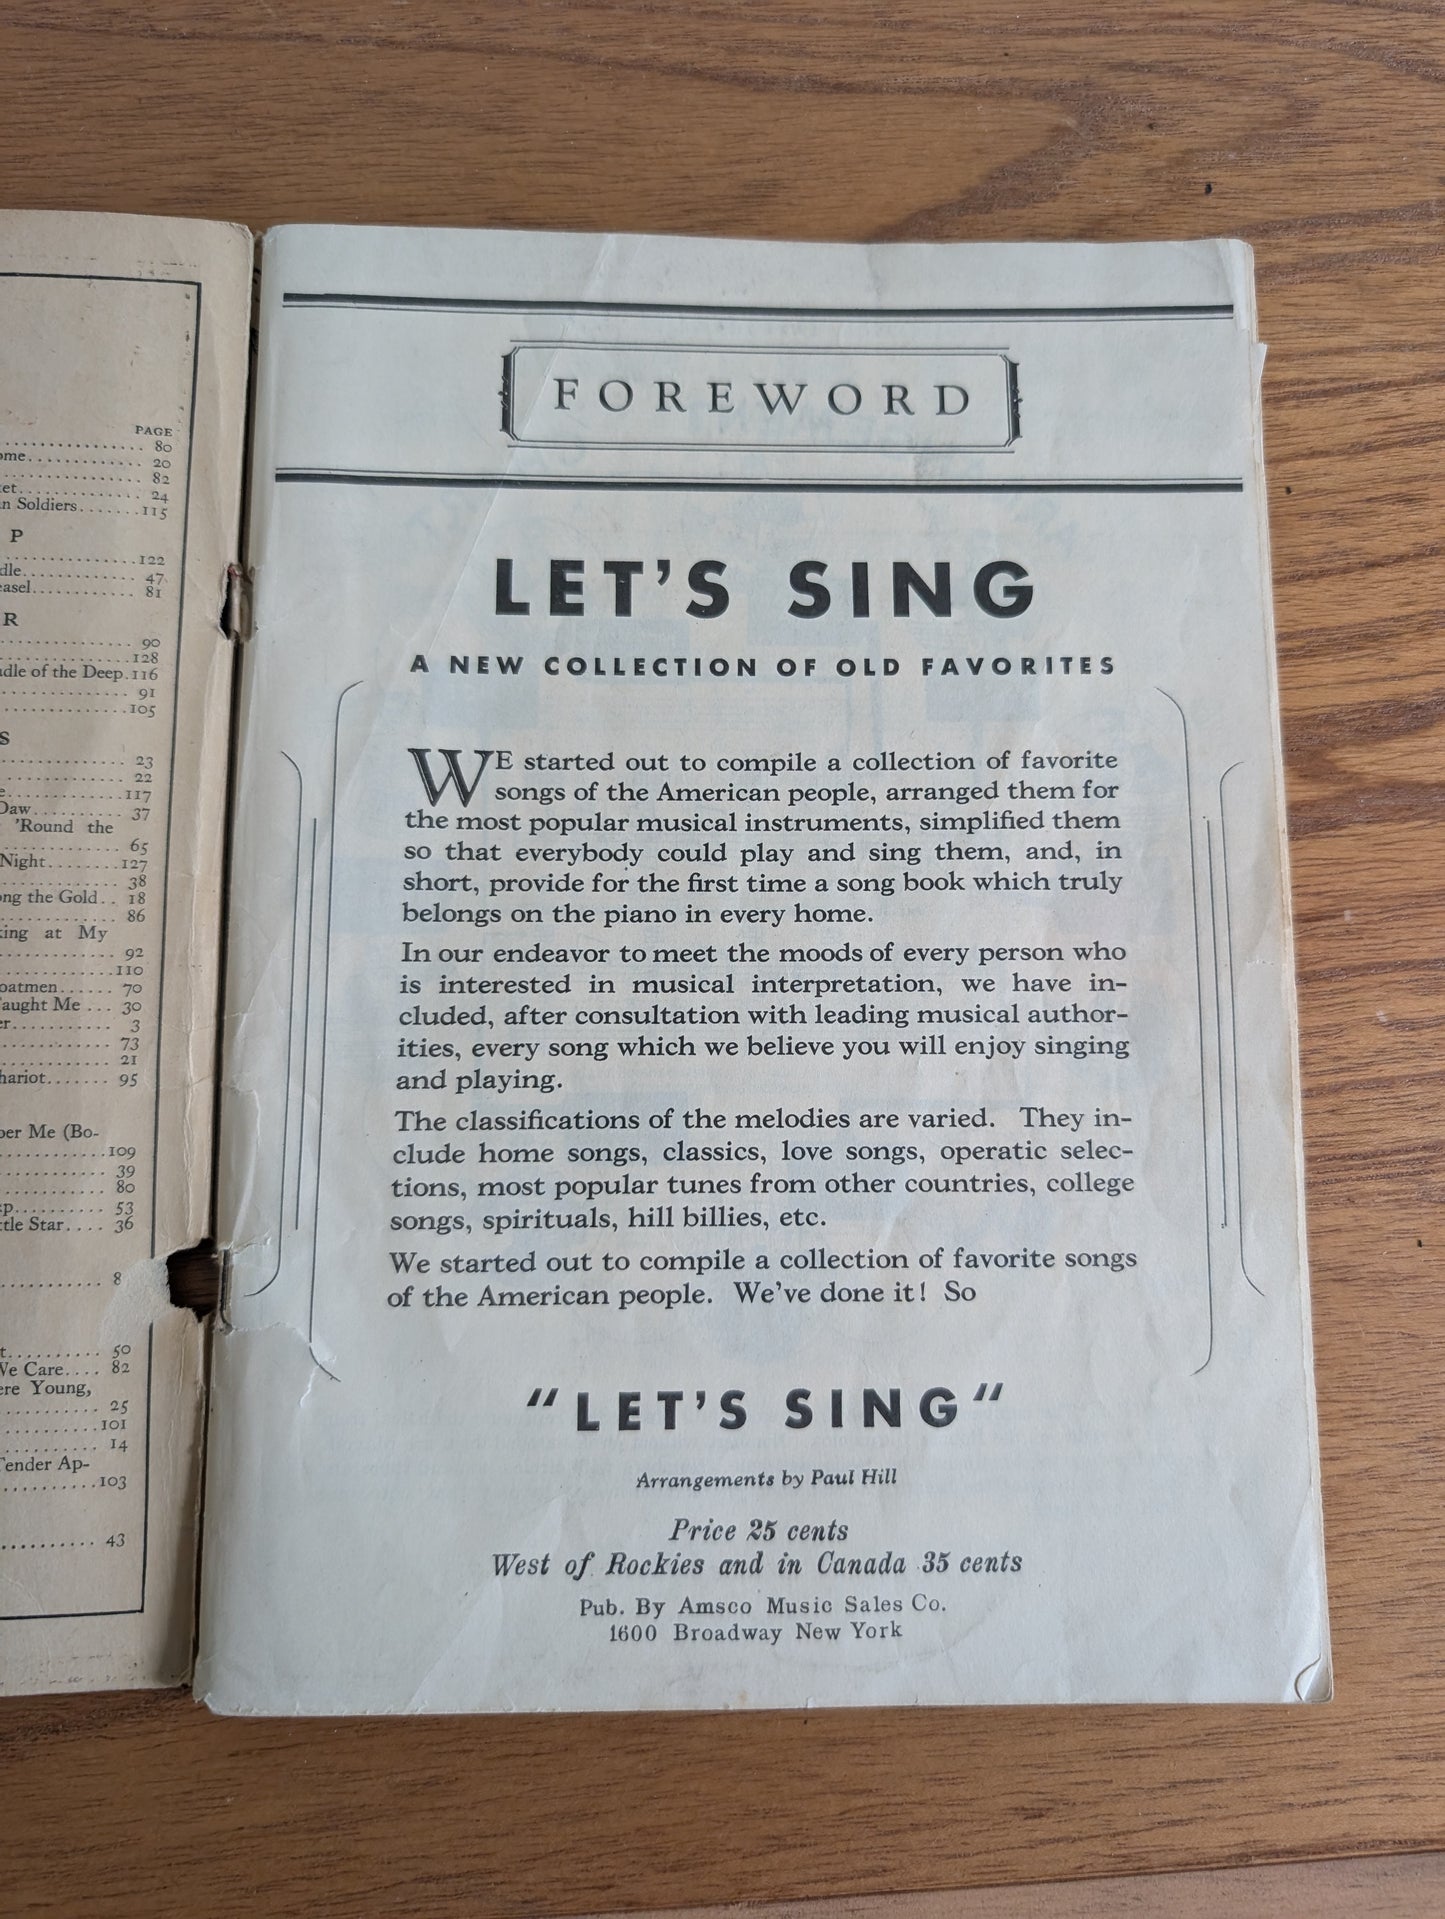 PAGE
80
ome 20
82
et 24
n Soldiers 115
P
122
dle 47
easel 81
R
90
128
adle of the Deep 116
91
105
S
23
22
e 117
Daw 37
'Round the
65
Night 127
38
ng the Gold 18
86
king at My
92
110
oatmen 70
Taught Me 30
er 3
73
21
hariot 95
ber Me (Bo-
109
39
80
p 53
ttle Star 36
8
t 50
We Care 82
ere Young,
25
101
14
Tender Ap-
103
43
FOREWORD
LET'S SING
A NEW COLLECTION OF OLD FAVORITES
WE started out to compile a collection of favorite
songs of the American people, arranged them for
the most popular musical instruments, simplified them
so that everybody could play and sing them, and, in
short, provide for the first time a song book which truly
belongs on the piano in every home.
In our endeavor to meet the moods of every person who
is interested in musical interpretation, we have in-
cluded, after consultation with leading musical author-
ities, every song which we believe you will enjoy singing
and playing.
The classifications of the melodies are varied. They in-
clude home songs, classics, love songs, operatic selec-
tions, most popular tunes from other countries, college
songs, spirituals, hill billies, etc.
We started out to compile a collection of favorite songs
of the American people. We've done it! So
"LET'S SING"
Arrangements by Paul Hill
Price 25 cents
West of Rockies and in Canada 35 cents
Pub. By Amsco Music Sales Co.
1600 Broadway New York